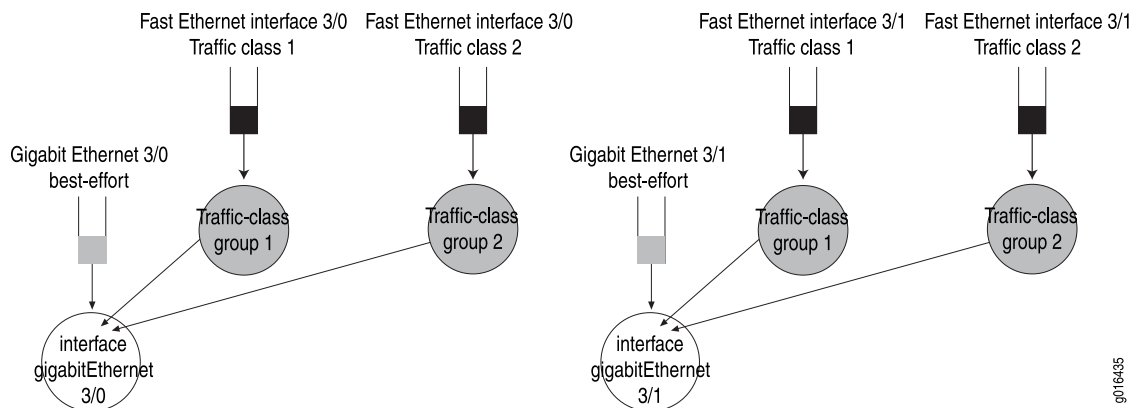 Fast Ethernet interface 3/0
Traffic class 1
Fast Ethernet interface 3/0
Traffic class 2
Gigabit Ethernet 3/0
best-effort
Traffic-class
group 1
Traffic-class
group 2
interface
gigabitEthernet
3/0
Fast Ethernet interface 3/1
Traffic class 1
Fast Ethernet interface 3/1
Traffic class 2
Gigabit Ethernet 3/1
best-effort
Traffic-class
group 1
Traffic-class
group 2
interface
gigabitEthernet
3/1
g016435